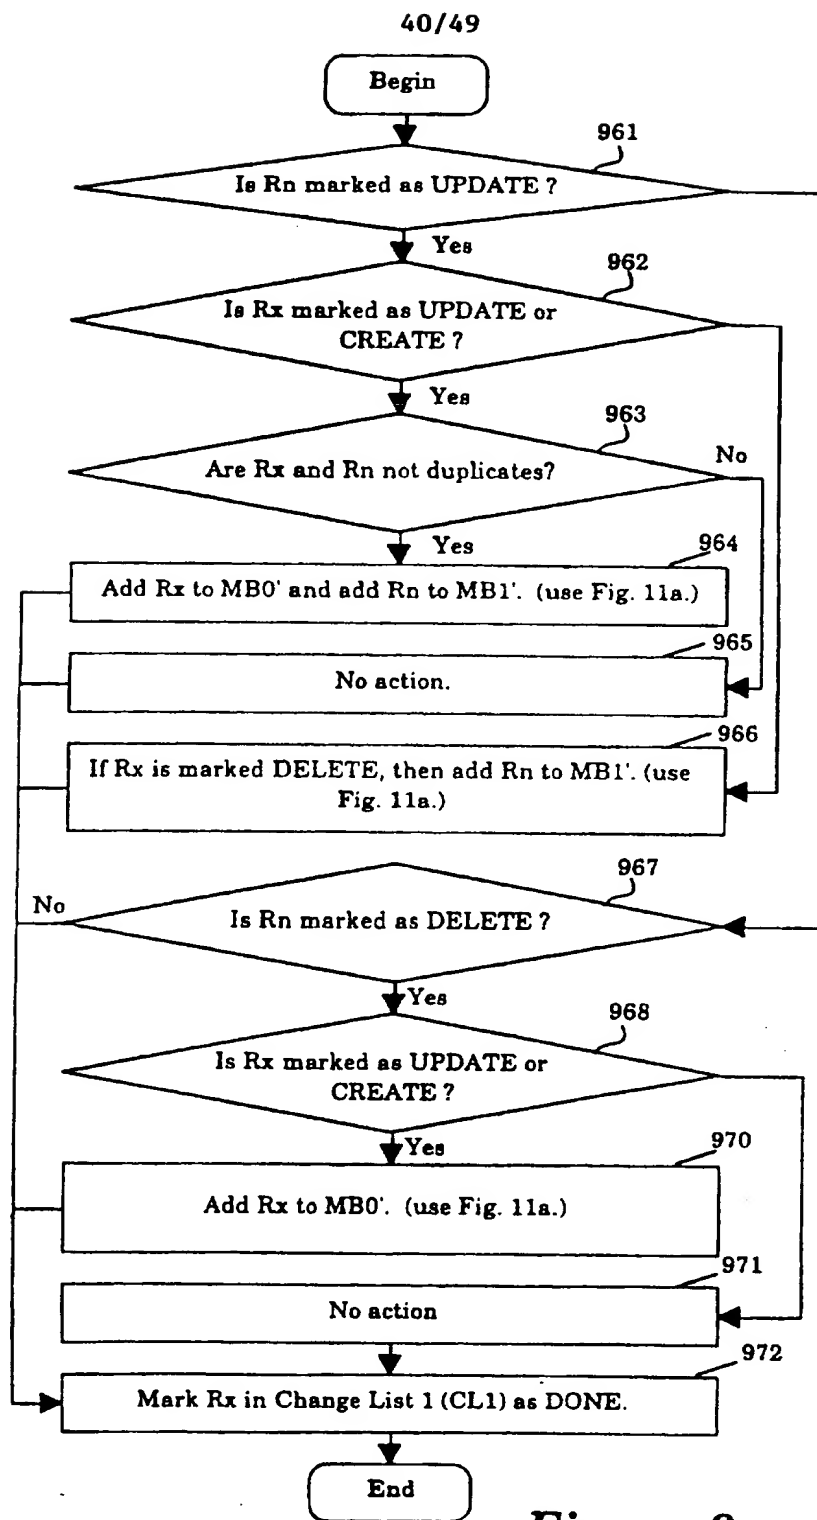 40/49
Begin
961
Is Rn marked as UPDATE ?
Yes
962
Is Rx marked as UPDATE or
CREATE ?
Yes
963
Are Rx and Rn not duplicates?
No
Yes
964
Add Rx to MB0' and add Rn to MB1'. (use Fig. 11a.)
965
No action.
966
If Rx is marked DELETE, then add Rn to MB1'. (use
Fig. 11a.)
967
No
Is Rn marked as DELETE ?
Yes
968
Is Rx marked as UPDATE or
CREATE ?
Yes
970
Add Rx to MB0'. (use Fig. 11a.)
971
No action
972
Mark Rx in Change List 1 (CL1) as DONE.
End